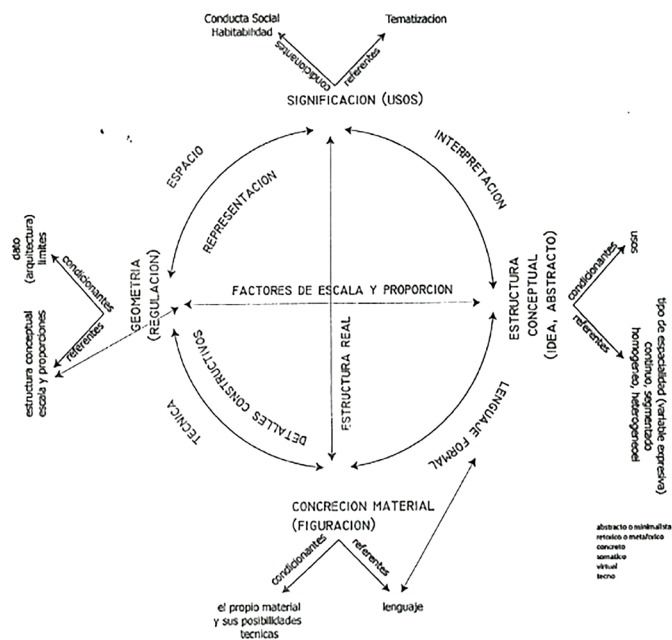 Conducta Social
Habitabilidad
Tematizacion
condicionantes
referentes
SIGNIFICACION (USOS)
ESPACIO
REPRESENTACION
INTERPRETACION
dato
(arquitectura)
limites
condicionantes
estructura conceptual
escala y proporciones
referentes
GEOMETRIA
(REGULACION)
FACTORES DE ESCALA Y PROPORCION
ESTRUCTURA REAL
ESTRUCTURA
CONCEPTUAL
(IDEA, ABSTRACTO)
condicionantes
usos
referentes
tipo de espacialidad (variable expresiva)
continuo, segmentado
homogeneto, heterogeneoel
TECNICA
DETALLES CONSTRUCTIVOS
LENGUAJE FORMAL
CONCRECION MATERIAL
(FIGURACION)
condicionantes
referentes
el propio material
y sus posibilidades
tecnicas
lenguaje
abstracto o minimalista
retorico o metaforico
concreto
somatico
virtual
tecno